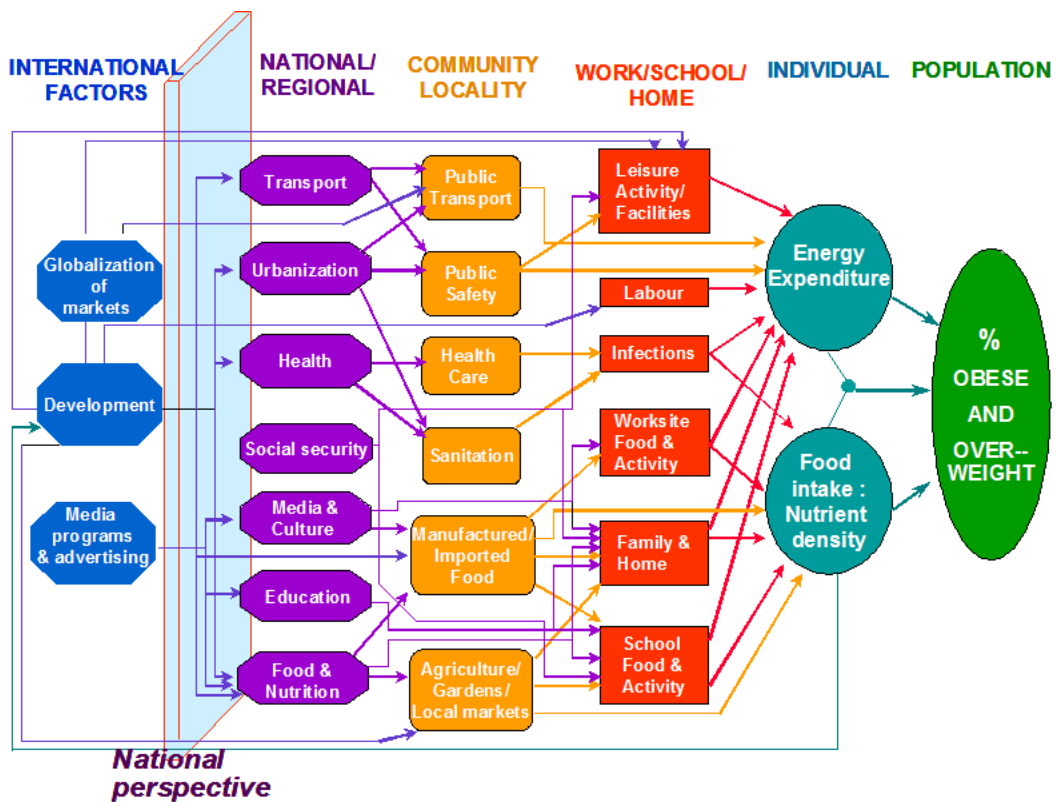 INTERNATIONAL
FACTORS
NATIONAL/
REGIONAL
COMMUNITY
LOCALITY
WORK/SCHOOL/
HOME
INDIVIDUAL
POPULATION
Globalization
of
markets
Development
Media
programs
& advertising
Transport
Urbanization
Health
Social security
Media &
Culture
Education
Food &
Nutrition
Public
Transport
Public
Safety
Health
Care
Sanitation
Manufactured/
Imported
Food
Agriculture/
Gardens/
Local markets
Leisure
Activity/
Facilities
Labour
Infections
Worksite
Food &
Activity
Family &
Home
School
Food &
Activity
Energy
Expenditure
Food
intake :
Nutrient
density
%
OBESE
AND
OVER--
WEIGHT
National
perspective